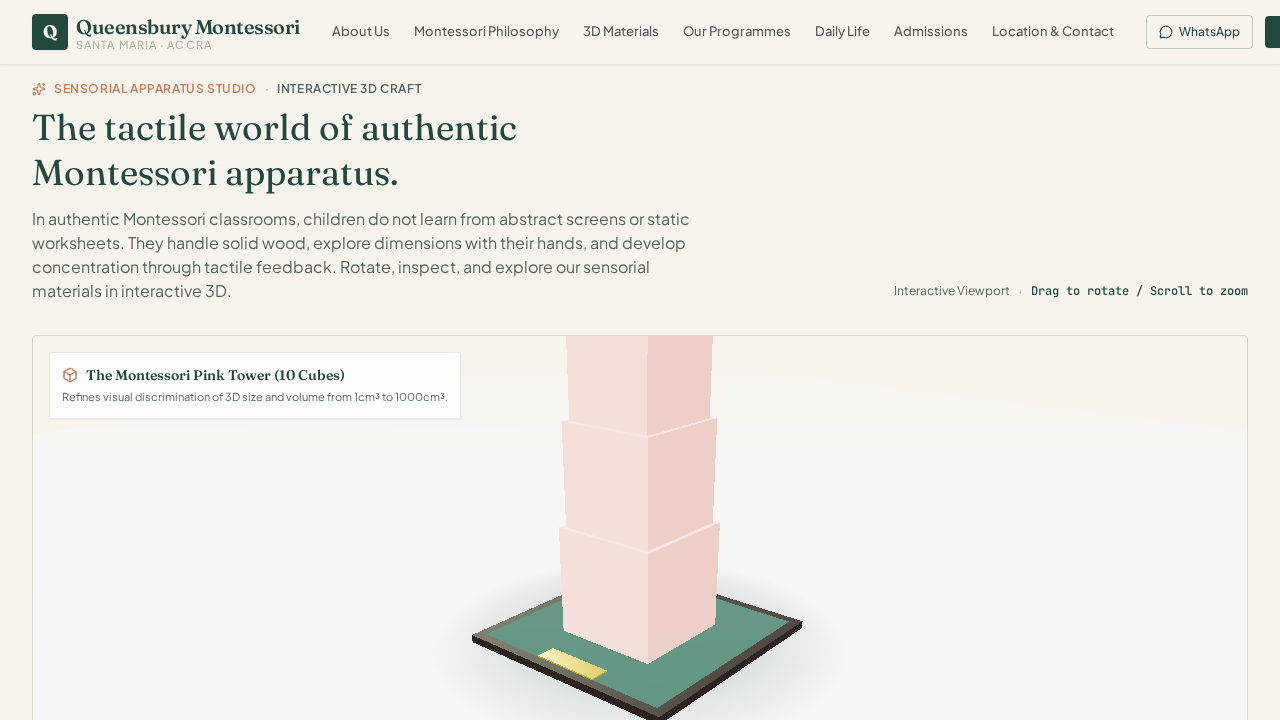 Q
Queensbury Montessori
SANTA MARIA · ACCRA
About Us
Montessori Philosophy
3D Materials
Our Programmes
Daily Life
Admissions
Location & Contact
WhatsApp
SENSORIAL APPARATUS STUDIO · INTERACTIVE 3D CRAFT
The tactile world of authentic
Montessori apparatus.
In authentic Montessori classrooms, children do not learn from abstract screens or static
worksheets. They handle solid wood, explore dimensions with their hands, and develop
concentration through tactile feedback. Rotate, inspect, and explore our sensorial
materials in interactive 3D.
Interactive Viewport · Drag to rotate / Scroll to zoom
The Montessori Pink Tower (10 Cubes)
Refines visual discrimination of 3D size and volume from 1cm³ to 1000cm³.